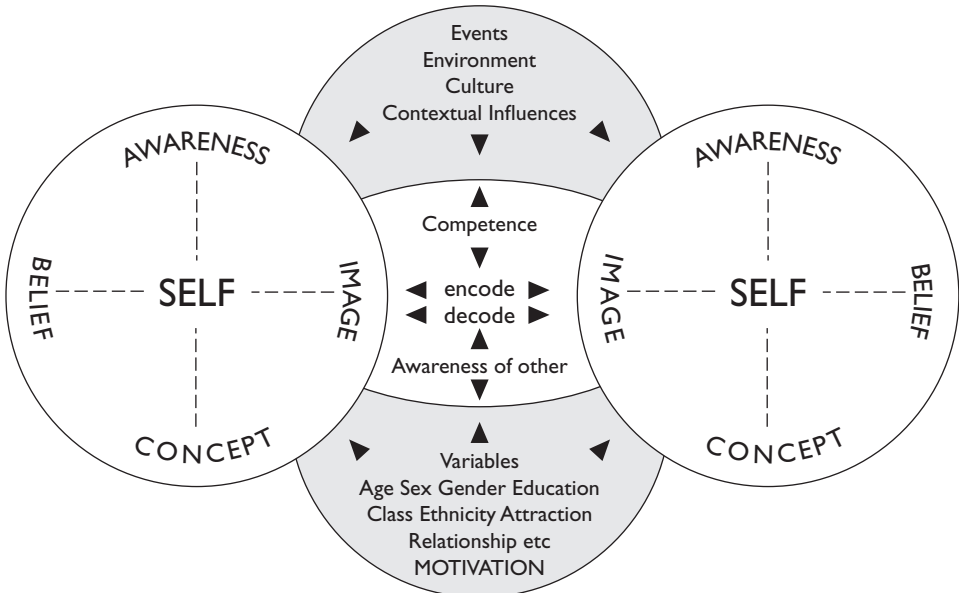 Events
Environment
Culture
Contextual Influences
AWARENESS
BELIEF
SELF
IMAGE
CONCEPT
Competence
encode
decode
Awareness of other
AWARENESS
IMAGE
SELF
BELIEF
CONCEPT
Variables
Age Sex Gender Education
Class Ethnicity Attraction
Relationship etc
MOTIVATION